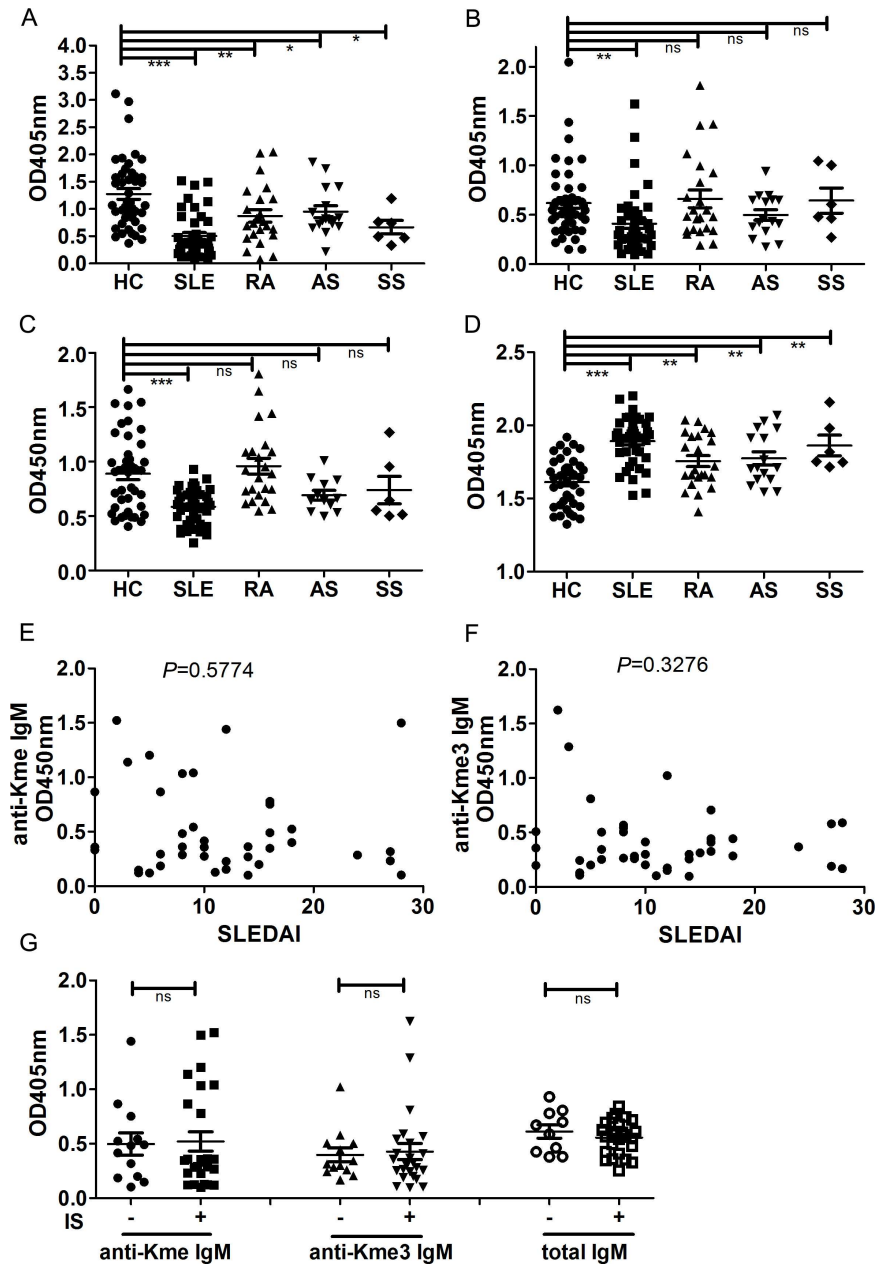 A
*
*
**
***
4.0
3.5
3.0
2.5
2.0
1.5
1.0
0.5
0.0
OD405nm
HC SLE RA AS SS
B
ns
ns
ns
**
2.0
1.5
1.0
0.5
0.0
OD405nm
HC SLE RA AS SS
C
ns
ns
ns
***
2.0
1.5
1.0
0.5
0.0
OD450nm
HC SLE RA AS SS
D
**
**
**
***
2.5
2.0
1.5
1.0
OD405nm
HC SLE RA AS SS
E
P=0.5774
2.0
1.5
1.0
0.5
0.0
anti-Kme IgM
OD450nm
0 10 20 30
SLEDAI
F
P=0.3276
2.0
1.5
1.0
0.5
0.0
anti-Kme3 IgM
OD450nm
0 10 20 30
SLEDAI
G
ns ns ns
2.0
1.5
1.0
0.5
0.0
OD405nm
IS - + - + - +
anti-Kme IgM anti-Kme3 IgM total IgM